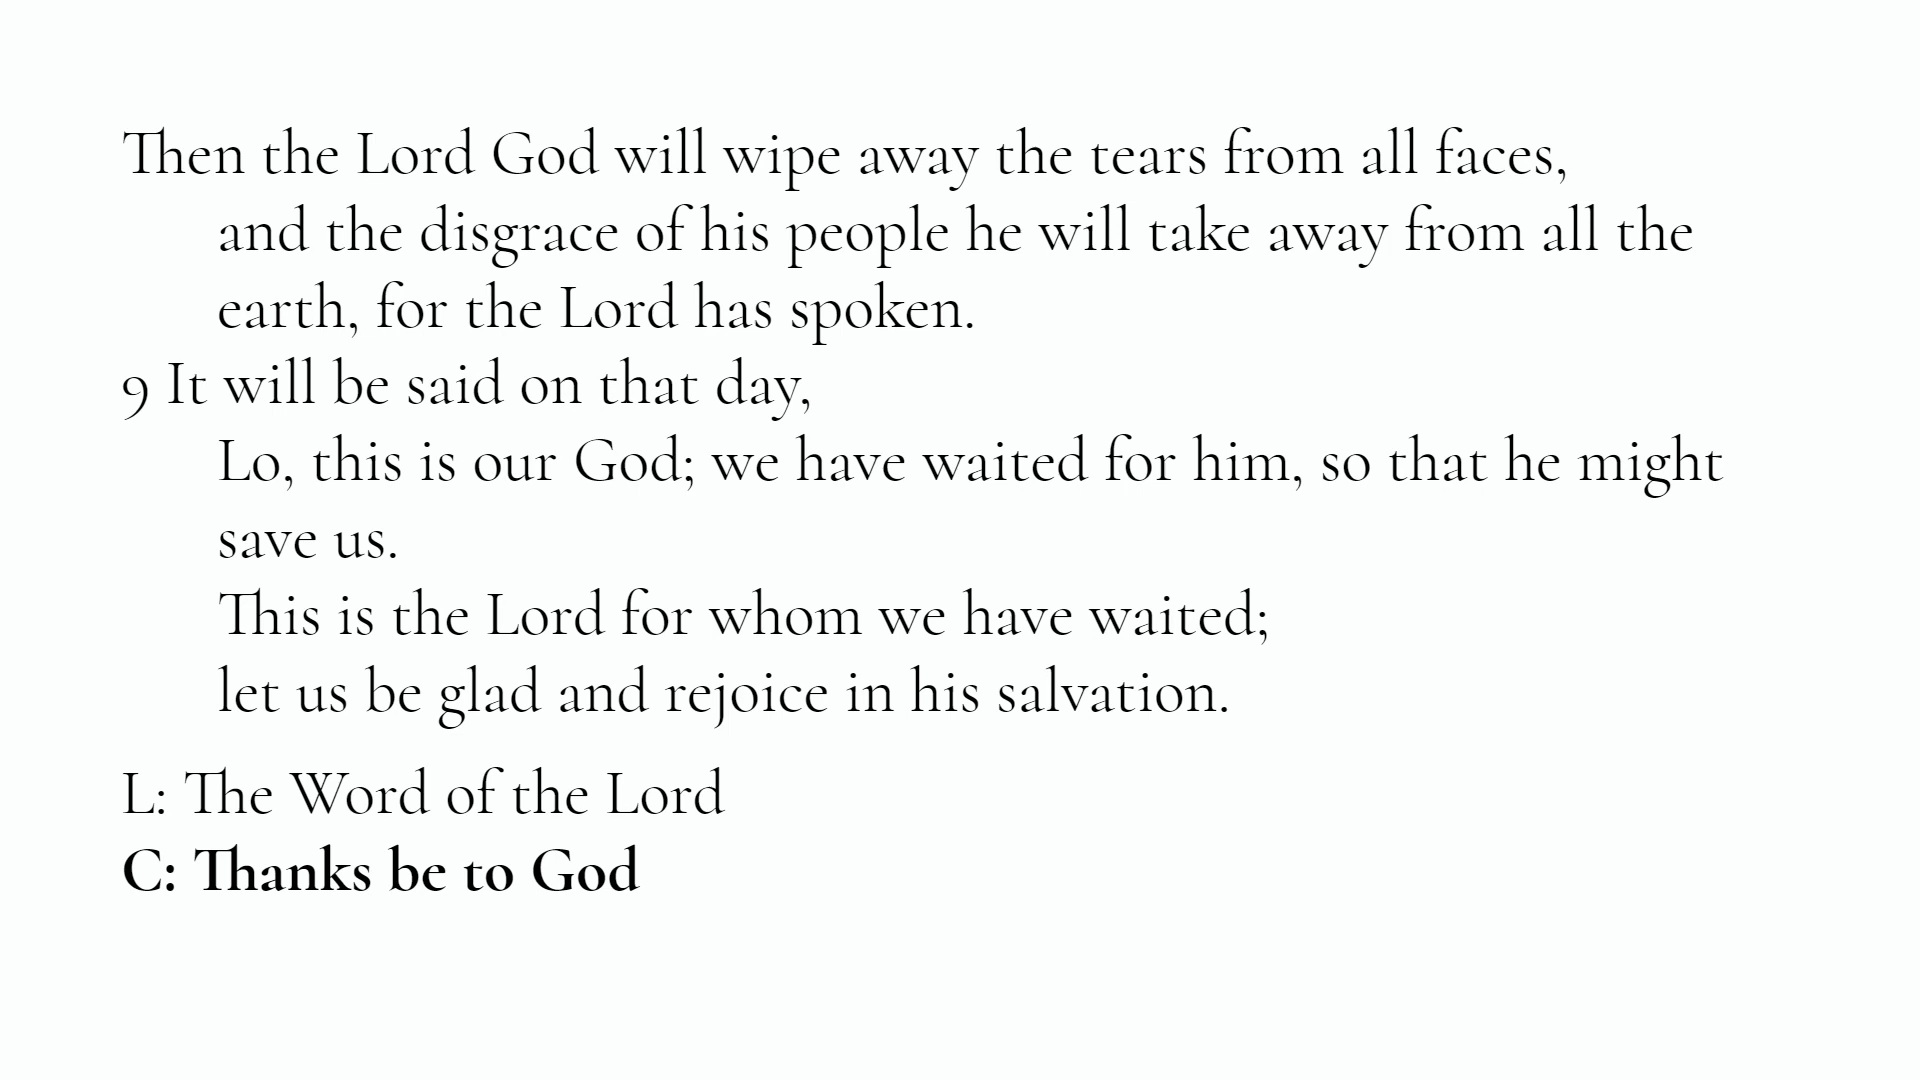 Then the Lord God will wipe away the tears from all faces,
and the disgrace of his people he will take away from all the
earth, for the Lord has spoken.
9 It will be said on that day,
Lo, this is our God; we have waited for him, so that he might
save us.
This is the Lord for whom we have waited;
let us be glad and rejoice in his salvation.
L: The Word of the Lord
C: Thanks be to God